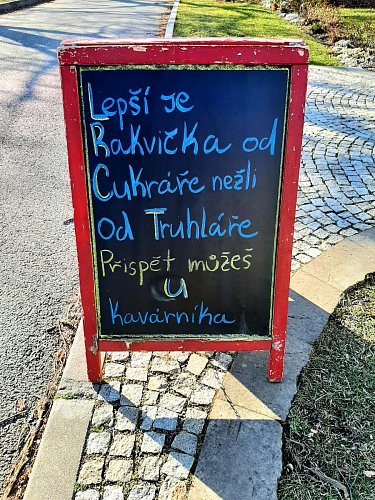 Lepší je
Rakvička od
Cukráře nežli
od Truhláře
Přispět můžeš
u
Kavárníka